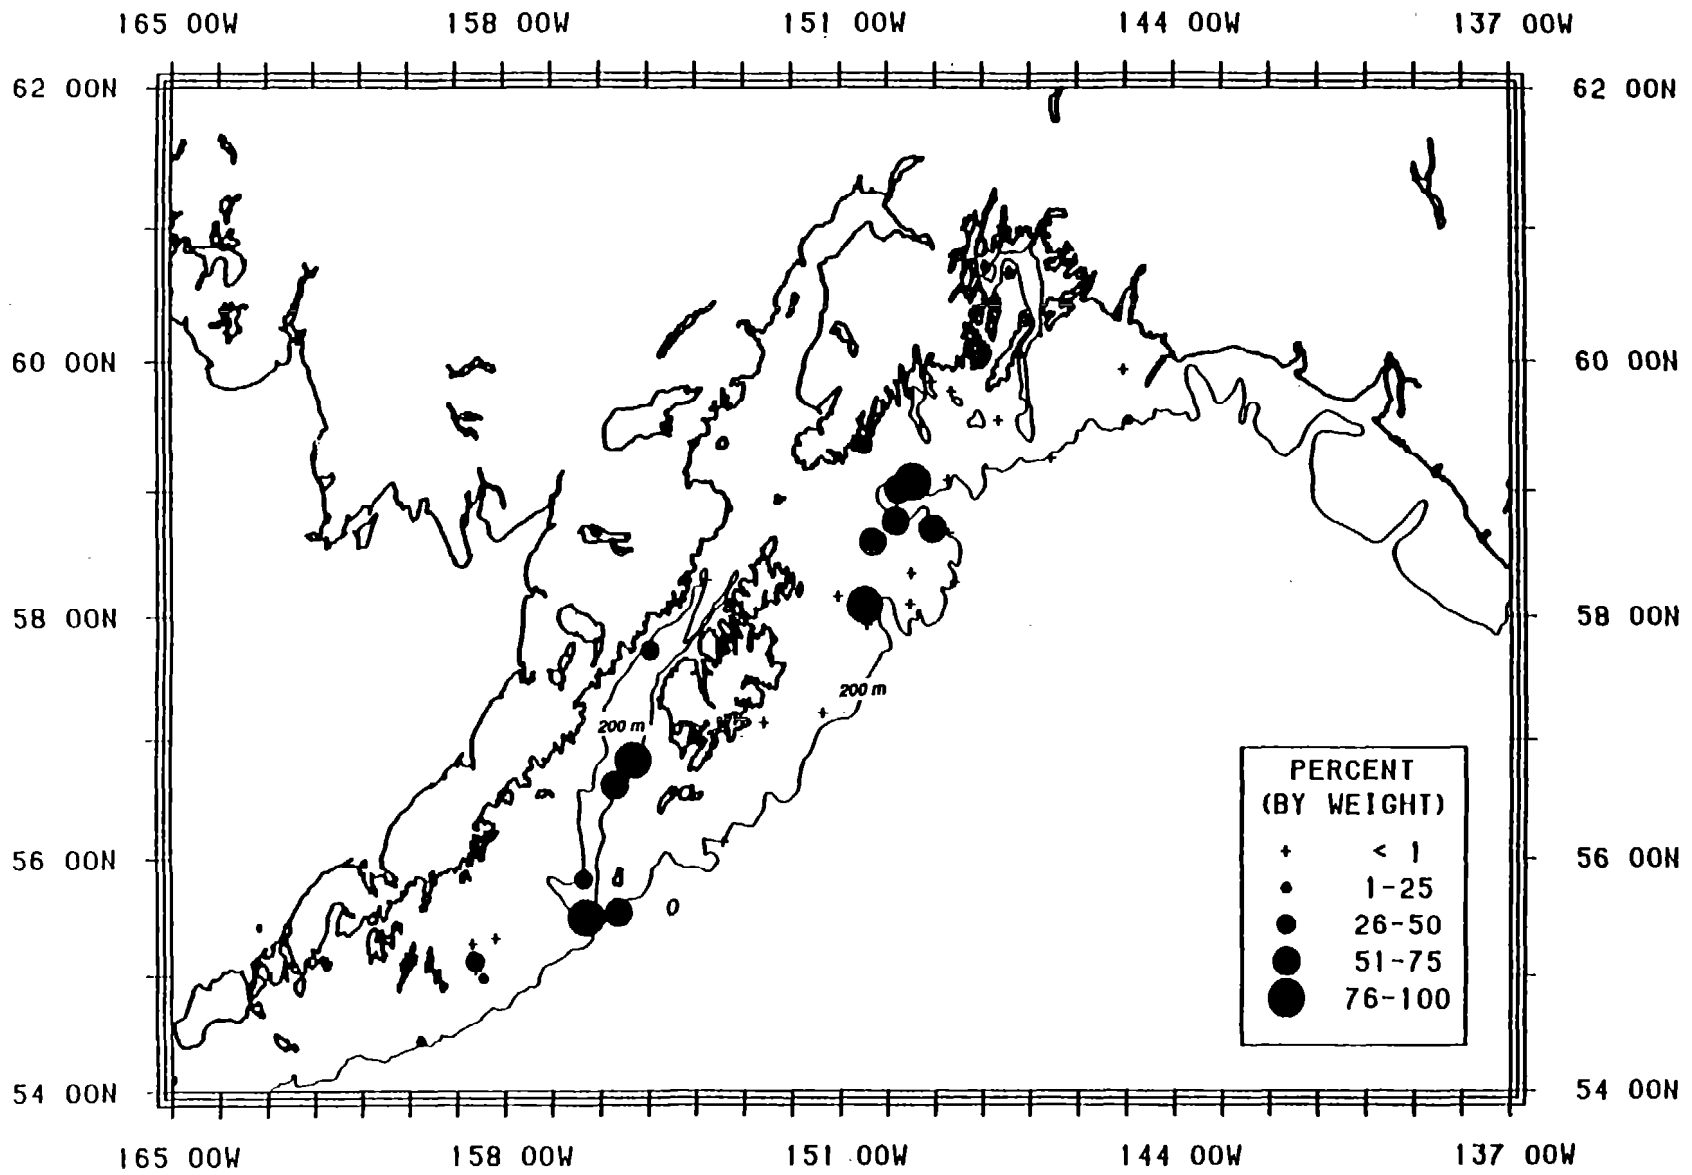 165 00W 158 00W 151 00W 144 00W 137 00W
62 00N 62 00N
60 00N 60 00N
58 00N 58 00N
200 m
200 m
PERCENT
(BY WEIGHT)
< 1
1-25
56 00N 56 00N
26-50
51-75
76-100
54 00N 54 00N
165 00W 158 00W 151 00W 144 00W 137 00W